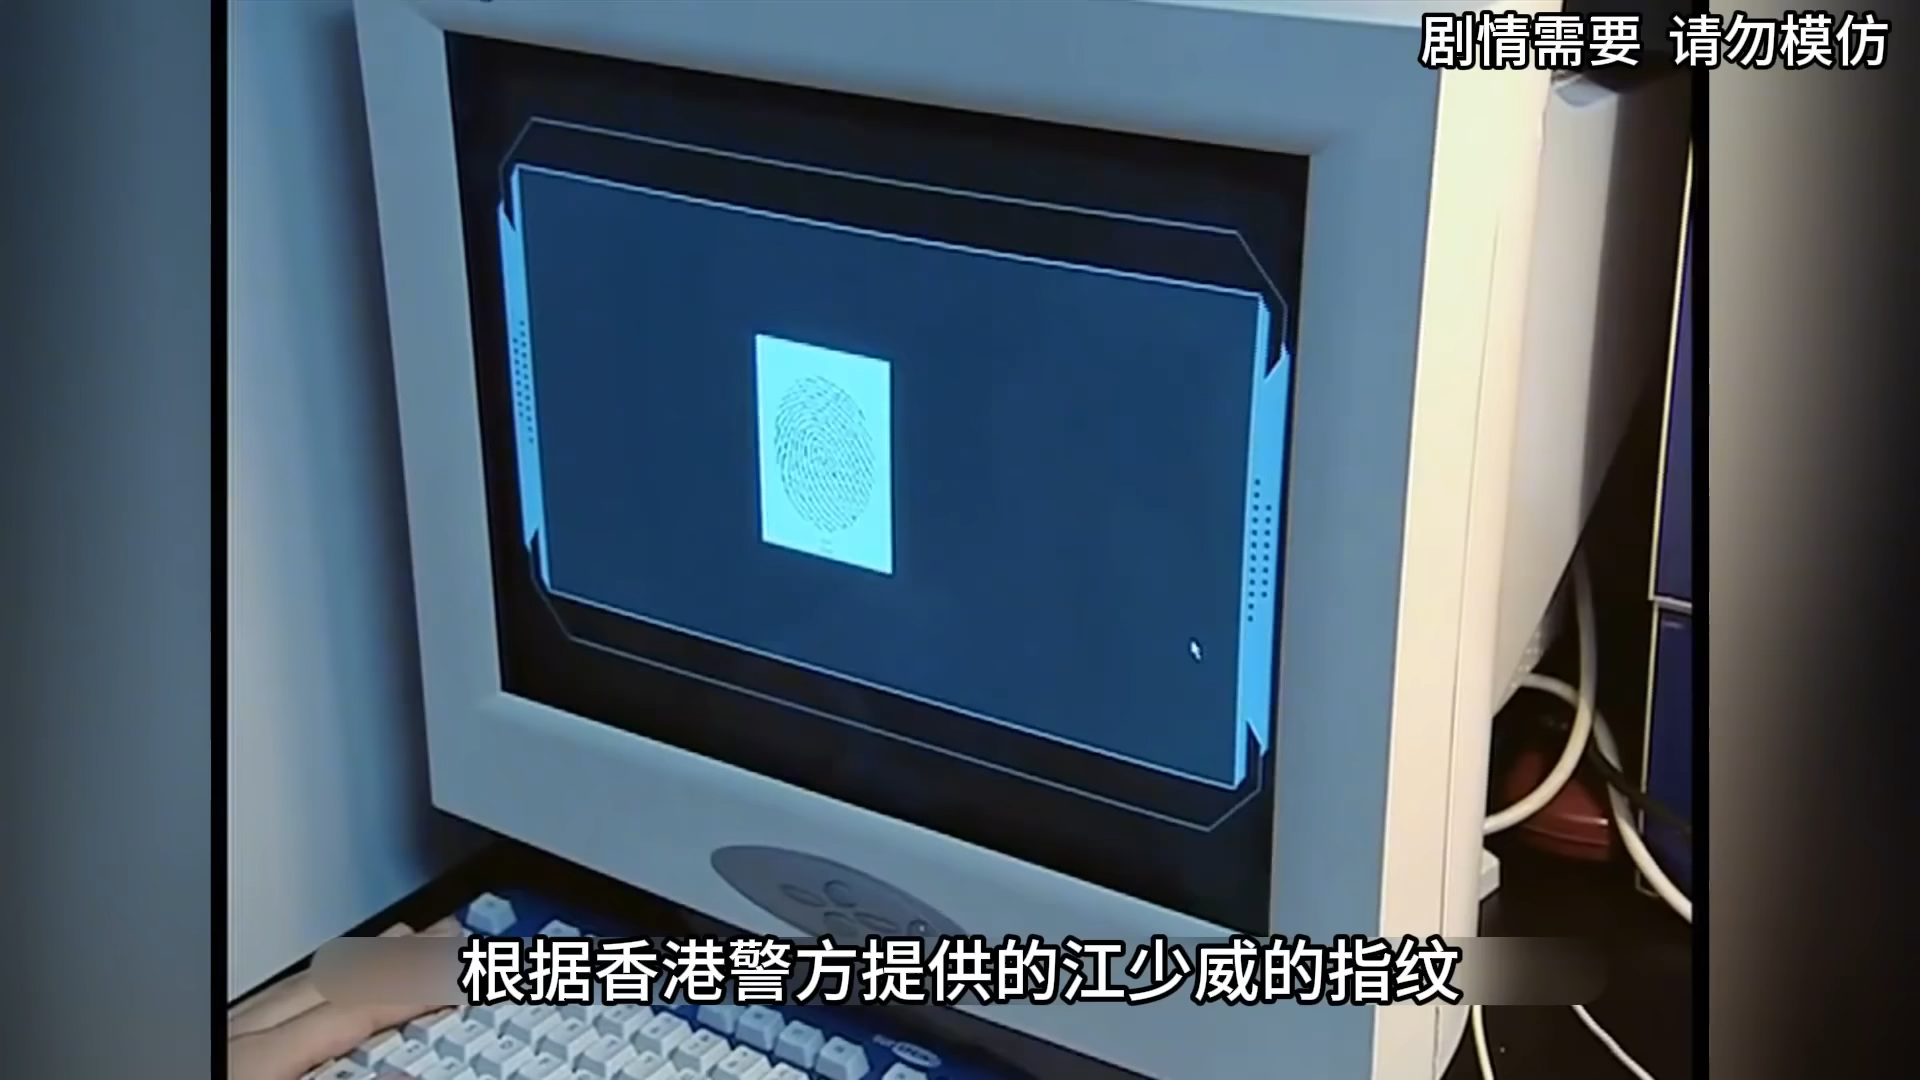 剧情需要 请勿模仿
根据香港警方提供的江少威的指纹